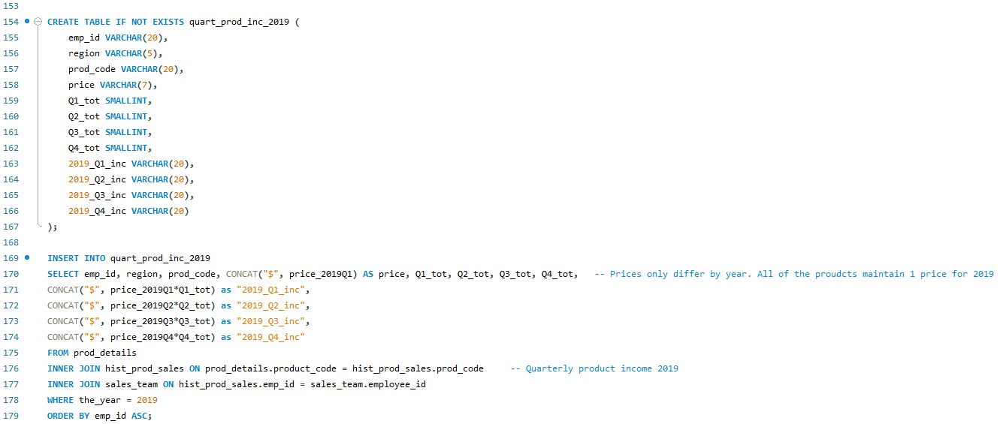 153
154 CREATE TABLE IF NOT EXISTS quart_prod_inc_2019 (
155 emp_id VARCHAR(20),
156 region VARCHAR(5),
157 prod_code VARCHAR(20),
158 price VARCHAR(7),
159 Q1_tot SMALLINT,
160 Q2_tot SMALLINT,
161 Q3_tot SMALLINT,
162 Q4_tot SMALLINT,
163 2019_Q1_inc VARCHAR(20),
164 2019_Q2_inc VARCHAR(20),
165 2019_Q3_inc VARCHAR(20),
166 2019_Q4_inc VARCHAR(20)
167 );
168
169 INSERT INTO quart_prod_inc_2019
170 SELECT emp_id, region, prod_code, CONCAT("$", price_2019Q1) AS price, Q1_tot, Q2_tot, Q3_tot, Q4_tot, -- Prices only differ by year. All of the proudcts maintain 1 price for 2019
171 CONCAT("$", price_2019Q1*Q1_tot) as "2019_Q1_inc",
172 CONCAT("$", price_2019Q2*Q2_tot) as "2019_Q2_inc",
173 CONCAT("$", price_2019Q3*Q3_tot) as "2019_Q3_inc",
174 CONCAT("$", price_2019Q4*Q4_tot) as "2019_Q4_inc"
175 FROM prod_details
176 INNER JOIN hist_prod_sales ON prod_details.product_code = hist_prod_sales.prod_code -- Quarterly product income 2019
177 INNER JOIN sales_team ON hist_prod_sales.emp_id = sales_team.employee_id
178 WHERE the_year = 2019
179 ORDER BY emp_id ASC;